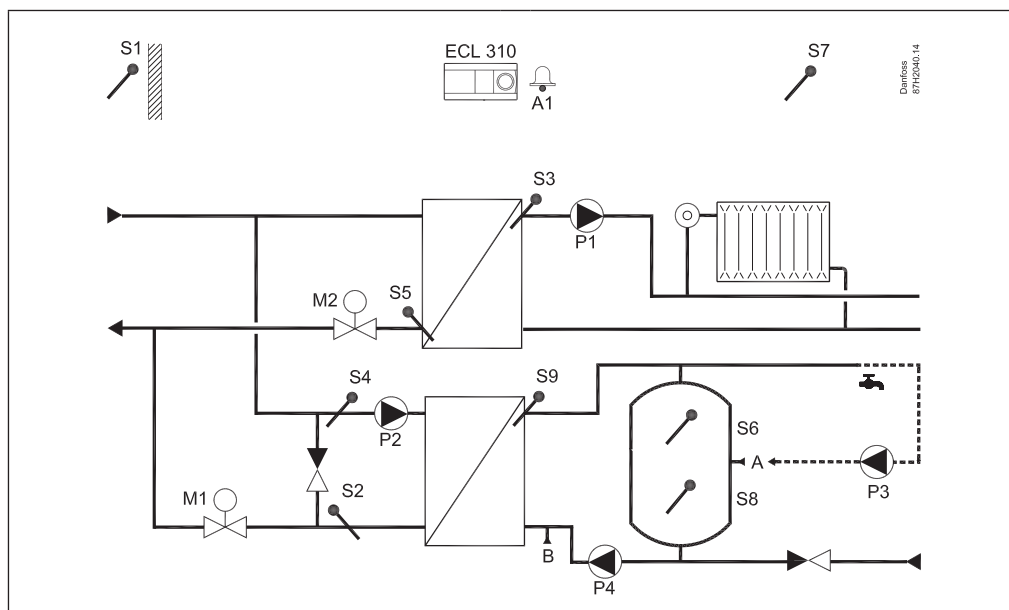 S1
ECL 310
A1
S7
Danfoss
87H2040.14
S3
P1
M2
S5
S4
P2
S9
S6
A
S8
P3
M1
S2
B
P4